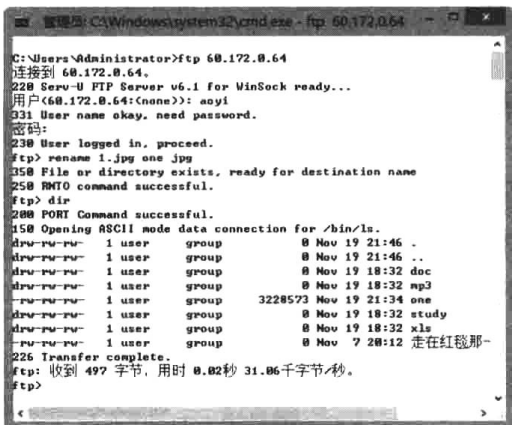 管理员: C:\Windows\system32\cmd.exe - ftp 60.172.0.64
C:\Users\Administrator>ftp 60.172.0.64
连接到 60.172.0.64。
220 Serv-U FTP Server v6.1 for WinSock ready...
用户(60.172.0.64:(none)): aoyi
331 User name okay, need password.
密码:
230 User logged in, proceed.
ftp> rename 1.jpg one jpg
350 File or directory exists, ready for destination name
250 RNTO command successful.
ftp> dir
200 PORT Command successful.
150 Opening ASCII mode data connection for /bin/ls.
drw-rw-rw- 1 user group 0 Nov 19 21:46 .
drw-rw-rw- 1 user group 0 Nov 19 21:46 ..
drw-rw-rw- 1 user group 0 Nov 19 18:32 doc
drw-rw-rw- 1 user group 0 Nov 19 18:32 mp3
-rw-rw-rw- 1 user group 3228573 Nov 19 21:34 one
drw-rw-rw- 1 user group 0 Nov 19 18:32 study
drw-rw-rw- 1 user group 0 Nov 19 18:32 xls
-rw-rw-rw- 1 user group 0 Nov 7 20:12 走在红毯那-
226 Transfer complete.
ftp: 收到 497 字节，用时 0.02秒 31.06千字节/秒。
ftp>